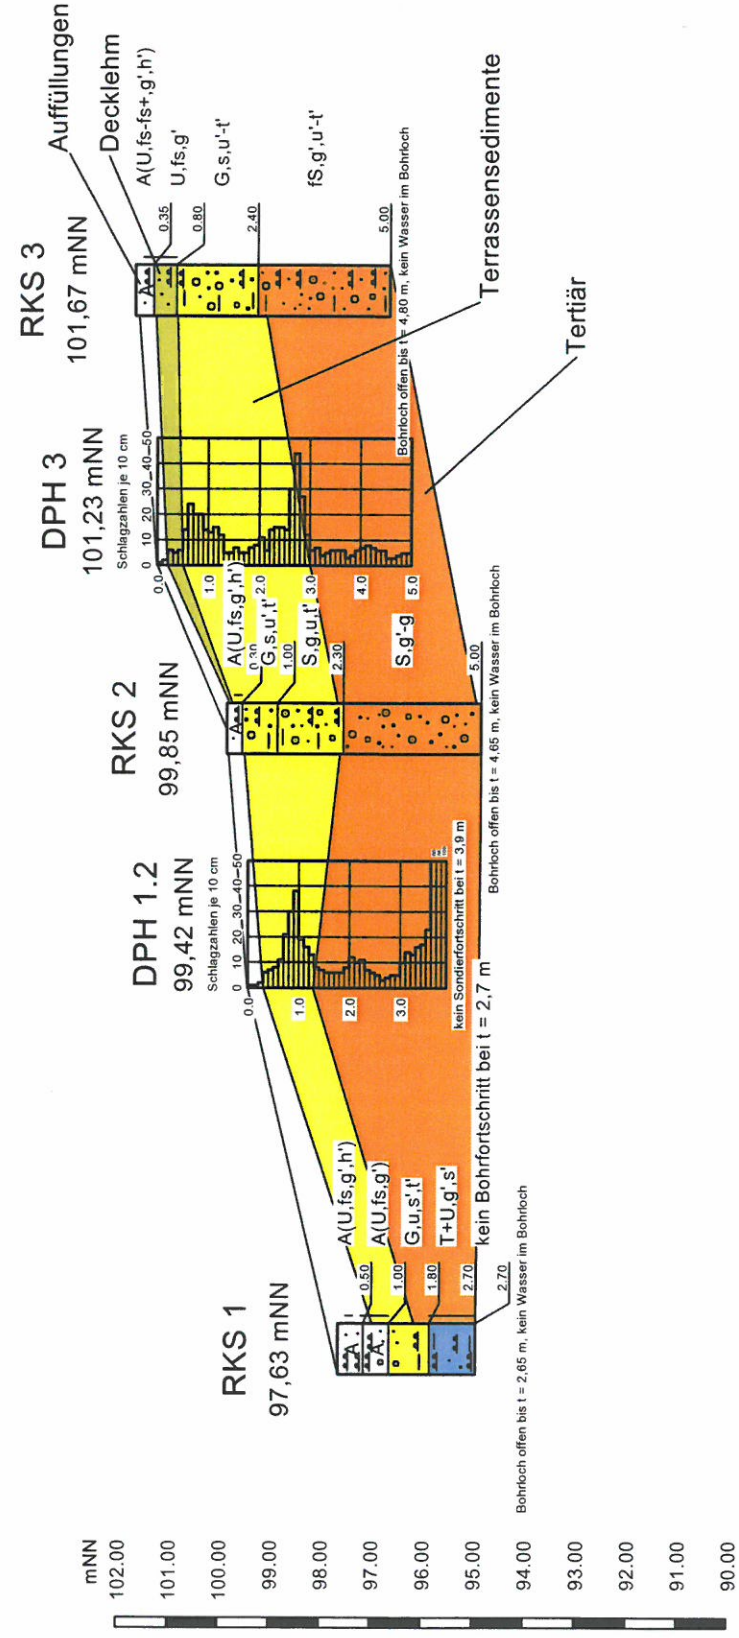 mNN
102.00
101.00
100.00
99.00
98.00
97.00
96.00
95.00
94.00
93.00
92.00
91.00
90.00
RKS 1
97,63 mNN
A
A
A(U,fs,g',h')
0.50
A(U,fs,g')
1.00
G,u,s',t'
1.80
T+U,g',s'
2.70
kein Bohrfortschritt bei t = 2,7 m
2.70
Bohrloch offen bis t = 2,65 m, kein Wasser im Bohrloch
DPH 1.2
99,42 mNN
Schlagzahlen je 10 cm
0 10 20 30 40 50
0.0
1.0
2.0
3.0
kein Sondierfortschritt bei t = 3,9 m
RKS 2
99,85 mNN
A
A(U,fs,g',h')
0.30
G,s,u',t'
1.00
S,g,u,t'
2.30
S,g'-g
5.00
Bohrloch offen bis t = 4,65 m, kein Wasser im Bohrloch
DPH 3
101,23 mNN
Schlagzahlen je 10 cm
0 10 20 30 40 50
0.0
1.0
2.0
3.0
4.0
5.0
RKS 3
101,67 mNN
A
A(U,fs-fs+,g',h')
0.35
U,fs,g'
0.80
G,s,u'-t'
2.40
fS,g',u'-t'
5.00
Bohrloch offen bis t = 4,80 m, kein Wasser im Bohrloch
Auffüllungen
Decklehm
Terrassensedimente
Tertiär